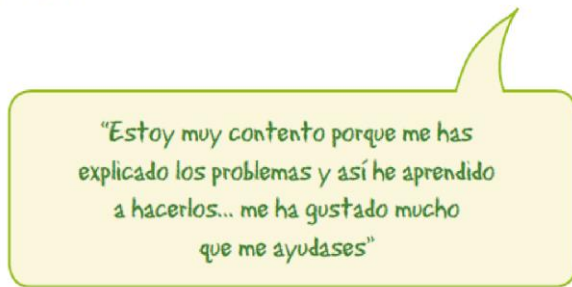 “Estoy muy contento porque me has
explicado los problemas y así he aprendido
a hacerlos... me ha gustado mucho
que me ayudases”